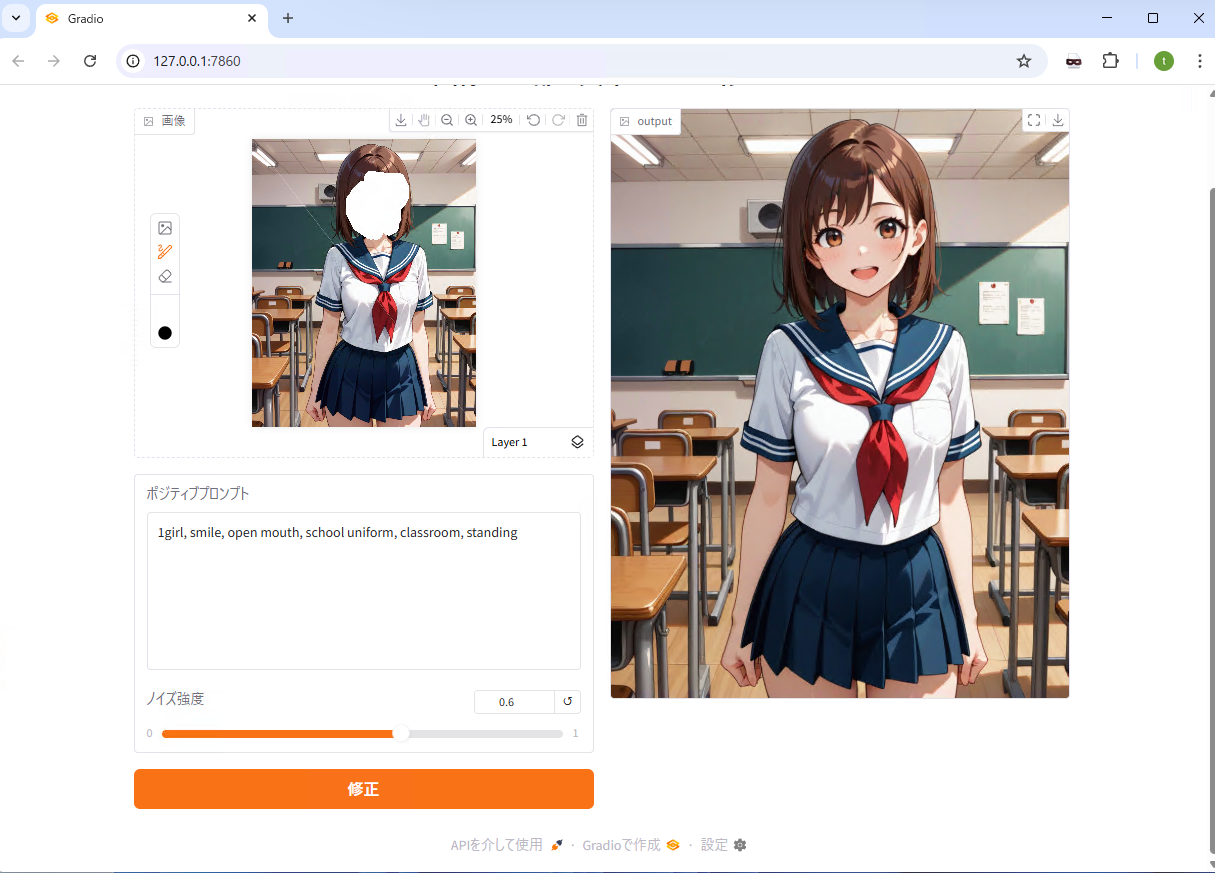 Gradio
127.0.0.1:7860
t
画像
25%
output
Layer 1
ポジティブプロンプト
1girl, smile, open mouth, school uniform, classroom, standing
ノイズ強度
0.6
0
1
修正
APIを介して使用 · Gradioで作成 · 設定